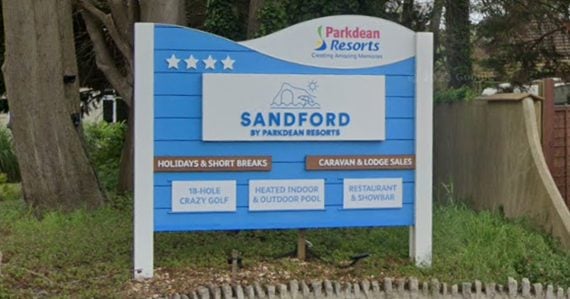 Parkdean
Resorts
Creating Amazing Memories
SANDFORD
BY PARKDEAN RESORTS
HOLIDAYS & SHORT BREAKS
CARAVAN & LODGE SALES
18-HOLE
CRAZY GOLF
HEATED INDOOR
& OUTDOOR POOL
RESTAURANT
& SHOWBAR